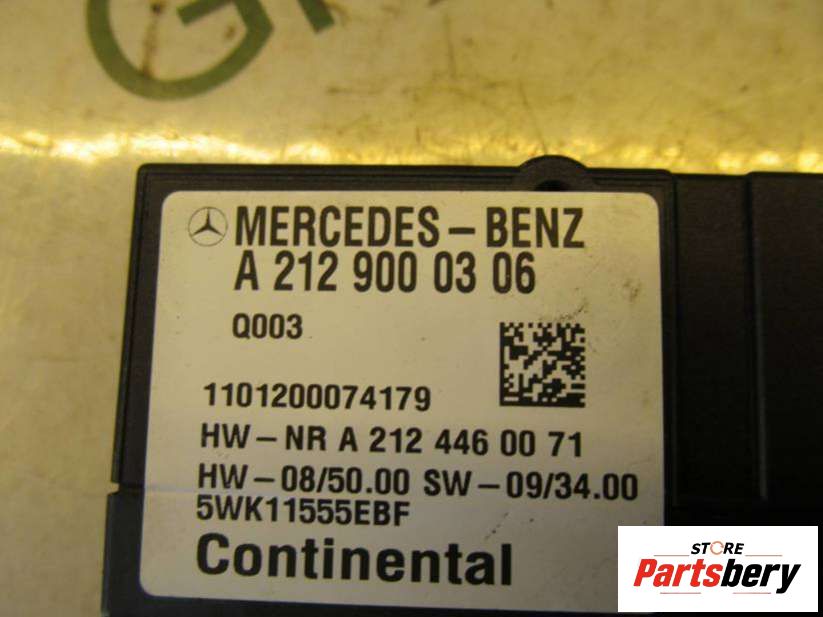 MERCEDES-BENZ
A 212 900 03 06
Q003
1101200074179
HW-NR A 212 446 00 71
HW-08/50.00 SW-09/34.00
5WK11555EBF
Continental
STORE
Partsbery